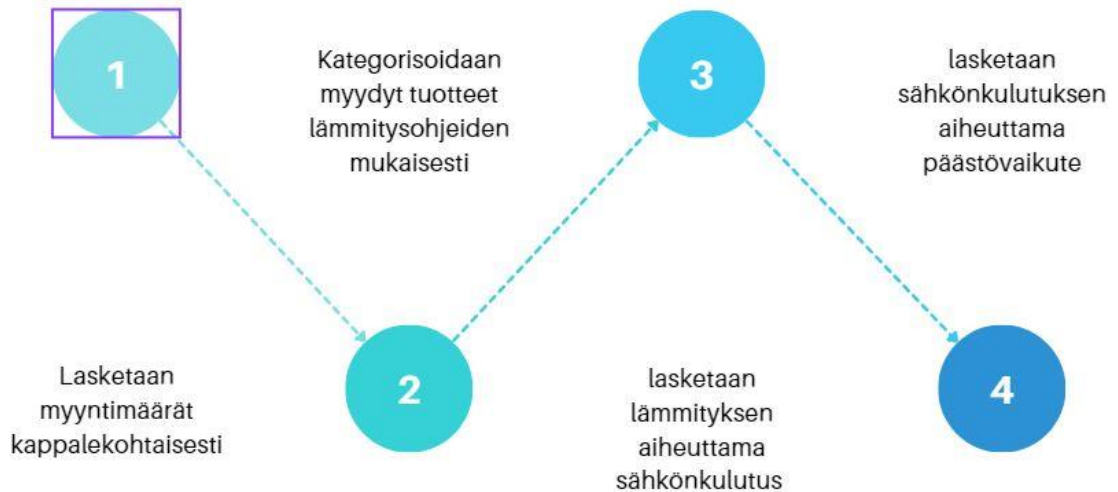 1
Lasketaan
myyntimäärät
kappalekohtaisesti
2
Kategorisoidaan
myydyt tuotteet
lämmitysohjeiden
mukaisesti
3
lasketaan
lämmityksen
aiheuttama
sähkönkulutus
4
lasketaan
sähkönkulutuksen
aiheuttama
päästövaikute